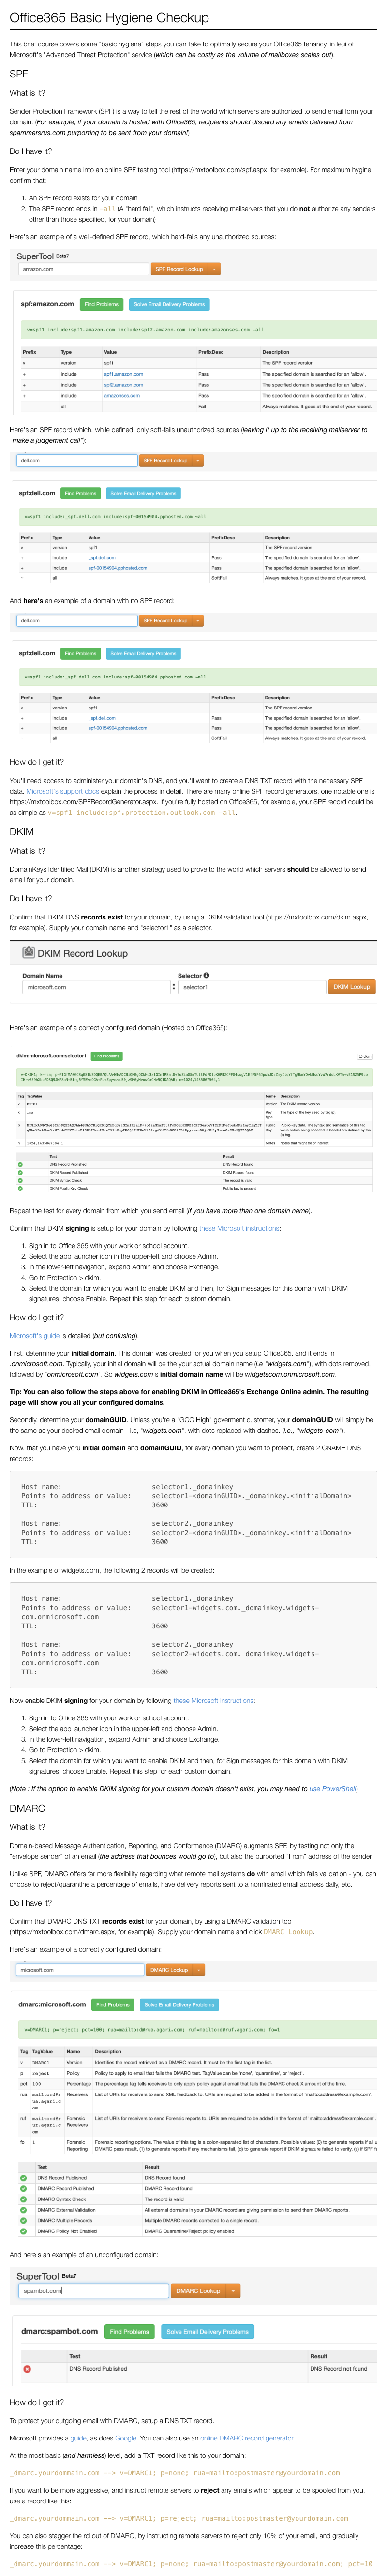 Office365 Basic Hygiene Checkup
This brief course covers some "basic hygiene" steps you can take to optimally secure your Office365 tenancy, in leui of
Microsoft's "Advanced Threat Protection" service (which can be costly as the volume of mailboxes scales out).
SPF
What is it?
Sender Protection Framework (SPF) is a way to tell the rest of the world which servers are authorized to send email form your
domain. (For example, if your domain is hosted with Office365, recipients should discard any emails delivered from
spammersrus.com purporting to be sent from your domain!)
Do I have it?
Enter your domain name into an online SPF testing tool (https://mxtoolbox.com/spf.aspx, for example). For maximum hygine,
confirm that:
1. An SPF record exists for your domain
2. The SPF record ends in -all (A "hard fail", which instructs receiving mailservers that you do not authorize any senders
other than those specified, for your domain)
Here's an example of a well-defined SPF record, which hard-fails any unauthorized sources:
SuperTool Beta7
amazon.com SPF Record Lookup
spf:amazon.com Find Problems Solve Email Delivery Problems
v=spf1 include:spf1.amazon.com include:spf2.amazon.com include:amazonses.com -all
Prefix Type Value PrefixDesc Description
v version spf1 The SPF record version
+ include spf1.amazon.com Pass The specified domain is searched for an 'allow'.
+ include spf2.amazon.com Pass The specified domain is searched for an 'allow'.
+ include amazonses.com Pass The specified domain is searched for an 'allow'.
- all Fail Always matches. It goes at the end of your record.
Here's an SPF record which, while defined, only soft-fails unauthorized sources (leaving it up to the receiving mailserver to
"make a judgement call"):
dell.com SPF Record Lookup
spf:dell.com Find Problems Solve Email Delivery Problems
v=spf1 include:_spf.dell.com include:spf-00154904.pphosted.com ~all
Prefix Type Value PrefixDesc Description
v version spf1 The SPF record version
+ include _spf.dell.com Pass The specified domain is searched for an 'allow'.
+ include spf-00154904.pphosted.com Pass The specified domain is searched for an 'allow'.
~ all SoftFail Always matches. It goes at the end of your record.
And here's an example of a domain with no SPF record:
dell.com SPF Record Lookup
spf:dell.com Find Problems Solve Email Delivery Problems
v=spf1 include:_spf.dell.com include:spf-00154904.pphosted.com ~all
Prefix Type Value PrefixDesc Description
v version spf1 The SPF record version
+ include _spf.dell.com Pass The specified domain is searched for an 'allow'.
+ include spf-00154904.pphosted.com Pass The specified domain is searched for an 'allow'.
~ all SoftFail Always matches. It goes at the end of your record.
How do I get it?
You'll need access to administer your domain's DNS, and you'll want to create a DNS TXT record with the necessary SPF
data. Microsoft's support docs explain the process in detail. There are many online SPF record generators, one notable one is
https://mxtoolbox.com/SPFRecordGenerator.aspx. If you're fully hosted on Office365, for example, your SPF record could be
as simple as v=spf1 include:spf.protection.outlook.com -all.
DKIM
What is it?
DomainKeys Identified Mail (DKIM) is another strategy used to prove to the world which servers should be allowed to send
email for your domain.
Do I have it?
Confirm that DKIM DNS records exist for your domain, by using a DKIM validation tool (https://mxtoolbox.com/dkim.aspx,
for example). Supply your domain name and "selector1" as a selector.
DKIM Record Lookup
Domain Name Selector
microsoft.com : selector1 DKIM Lookup
Here's an example of a correctly configured domain (Hosted on Office365):
dkim:microsoft.com:selector1 Find Problems
Tag TagValue Name Description
Test Result
DNS Record Published DNS Record found
DKIM Record Published DKIM Record found
DKIM Syntax Check The record is valid
DKIM Public Key Check Public key is present
Repeat the test for every domain from which you send email (if you have more than one domain name).
Confirm that DKIM signing is setup for your domain by following these Microsoft instructions:
1. Sign in to Office 365 with your work or school account.
2. Select the app launcher icon in the upper-left and choose Admin.
3. In the lower-left navigation, expand Admin and choose Exchange.
4. Go to Protection > dkim.
5. Select the domain for which you want to enable DKIM and then, for Sign messages for this domain with DKIM
signatures, choose Enable. Repeat this step for each custom domain.
How do I get it?
Microsoft's guide is detailed (but confusing).
First, determine your initial domain. This domain was created for you when you setup Office365, and it ends in
.onmicrosoft.com. Typically, your initial domain will be the your actual domain name (i.e "widgets.com"), with dots removed,
followed by "onmicrosoft.com". So widgets.com's initial domain name will be widgetscom.onmicrosoft.com.
Tip: You can also follow the steps above for enabling DKIM in Office365's Exchange Online admin. The resulting
page will show you all your configured domains.
Secondly, determine your domainGUID. Unless you're a "GCC High" government customer, your domainGUID will simply be
the same as your desired email domain - i.e, "widgets.com", with dots replaced with dashes. (i.e., "widgets-com").
Now, that you have yoru initial domain and domainGUID, for every domain you want to protect, create 2 CNAME DNS
records:
Host name: selector1._domainkey
Points to address or value: selector1-<domainGUID>._domainkey.<initialDomain>
TTL: 3600
Host name: selector2._domainkey
Points to address or value: selector2-<domainGUID>._domainkey.<initialDomain>
TTL: 3600
In the example of widgets.com, the following 2 records will be created:
Host name: selector1._domainkey
Points to address or value: selector1-widgets.com._domainkey.widgets-
com.onmicrosoft.com
TTL: 3600
Host name: selector2._domainkey
Points to address or value: selector2-widgets.com._domainkey.widgets-
com.onmicrosoft.com
TTL: 3600
Now enable DKIM signing for your domain by following these Microsoft instructions:
1. Sign in to Office 365 with your work or school account.
2. Select the app launcher icon in the upper-left and choose Admin.
3. In the lower-left navigation, expand Admin and choose Exchange.
4. Go to Protection > dkim.
5. Select the domain for which you want to enable DKIM and then, for Sign messages for this domain with DKIM
signatures, choose Enable. Repeat this step for each custom domain.
(Note : If the option to enable DKIM signing for your custom domain doesn't exist, you may need to use PowerShell)
DMARC
What is it?
Domain-based Message Authentication, Reporting, and Conformance (DMARC) augments SPF, by testing not only the
"envelope sender" of an email (the address that bounces would go to), but also the purported "From" address of the sender.
Unlike SPF, DMARC offers far more flexibility regarding what remote mail systems do with email which fails validation - you can
choose to reject/quarantine a percentage of emails, have delivery reports sent to a nominated email address daily, etc.
Do I have it?
Confirm that DMARC DNS TXT records exist for your domain, by using a DMARC validation tool
(https://mxtoolbox.com/dmarc.aspx, for example). Supply your domain name and click DMARC Lookup.
Here's an example of a correctly configured domain:
microsoft.com DMARC Lookup
dmarc:microsoft.com Find Problems Solve Email Delivery Problems
v=DMARC1; p=reject; pct=100; rua=mailto:d@rua.agari.com; ruf=mailto:d@ruf.agari.com; fo=1
Tag TagValue Name Description
v DMARC1 Version Identifies the record retrieved as a DMARC record. It must be the first tag in the list.
p reject Policy Policy to apply to email that fails the DMARC test. TagValue can be 'none', 'quarantine', or 'reject'.
pct 100 Percentage The percentage tag tells receivers to only apply policy against email that fails the DMARC check X amount of the time.
rua mailto:d@r Receivers List of URIs for receivers to send XML feedback to. URIs are required to be added in the format of 'mailto:address@example.com'.
ua.agari.c
om
ruf mailto:d@r Forensic List of URIs for receivers to send Forensic reports to. URIs are required to be added in the format of 'mailto:address@example.com'.
uf.agari.c Receivers
om
fo 1 Forensic Forensic reporting options. The value of this tag is a colon-separated list of characters. Possible values: (0) to generate reports if all u
Reporting DMARC pass result, (1) to generate reports if any mechanisms fail, (d) to generate report if DKIM signature failed to verify, (s) if SPF f
Test Result
DNS Record Published DNS Record found
DMARC Record Published DMARC Record found
DMARC Syntax Check The record is valid
DMARC External Validation All external domains in your DMARC record are giving permission to send them DMARC reports.
DMARC Multiple Records Multiple DMARC records corrected to a single record.
DMARC Policy Not Enabled DMARC Quarantine/Reject policy enabled
And here's an example of an unconfigured domain:
SuperTool Beta7
spambot.com DMARC Lookup
dmarc:spambot.com Find Problems Solve Email Delivery Problems
Test Result
DNS Record Published DNS Record not found
How do I get it?
To protect your outgoing email with DMARC, setup a DNS TXT record.
Microsoft provides a guide, as does Google. You can also use an online DMARC record generator.
At the most basic (and harmless) level, add a TXT record like this to your domain:
_dmarc.yourdommain.com ~~> v=DMARC1; p=none; rua=mailto:postmaster@yourdomain.com
If you want to be more aggressive, and instruct remote servers to reject any emails which appear to be spoofed from you,
use a record like this:
_dmarc.yourdommain.com ~~> v=DMARC1; p=reject; rua=mailto:postmaster@yourdomain.com
You can also stagger the rollout of DMARC, by instructing remote servers to reject only 10% of your email, and gradually
increase this percentage:
_dmarc.yourdommain.com ~~> v=DMARC1; p=none; rua=mailto:postmaster@yourdomain.com; pct=10